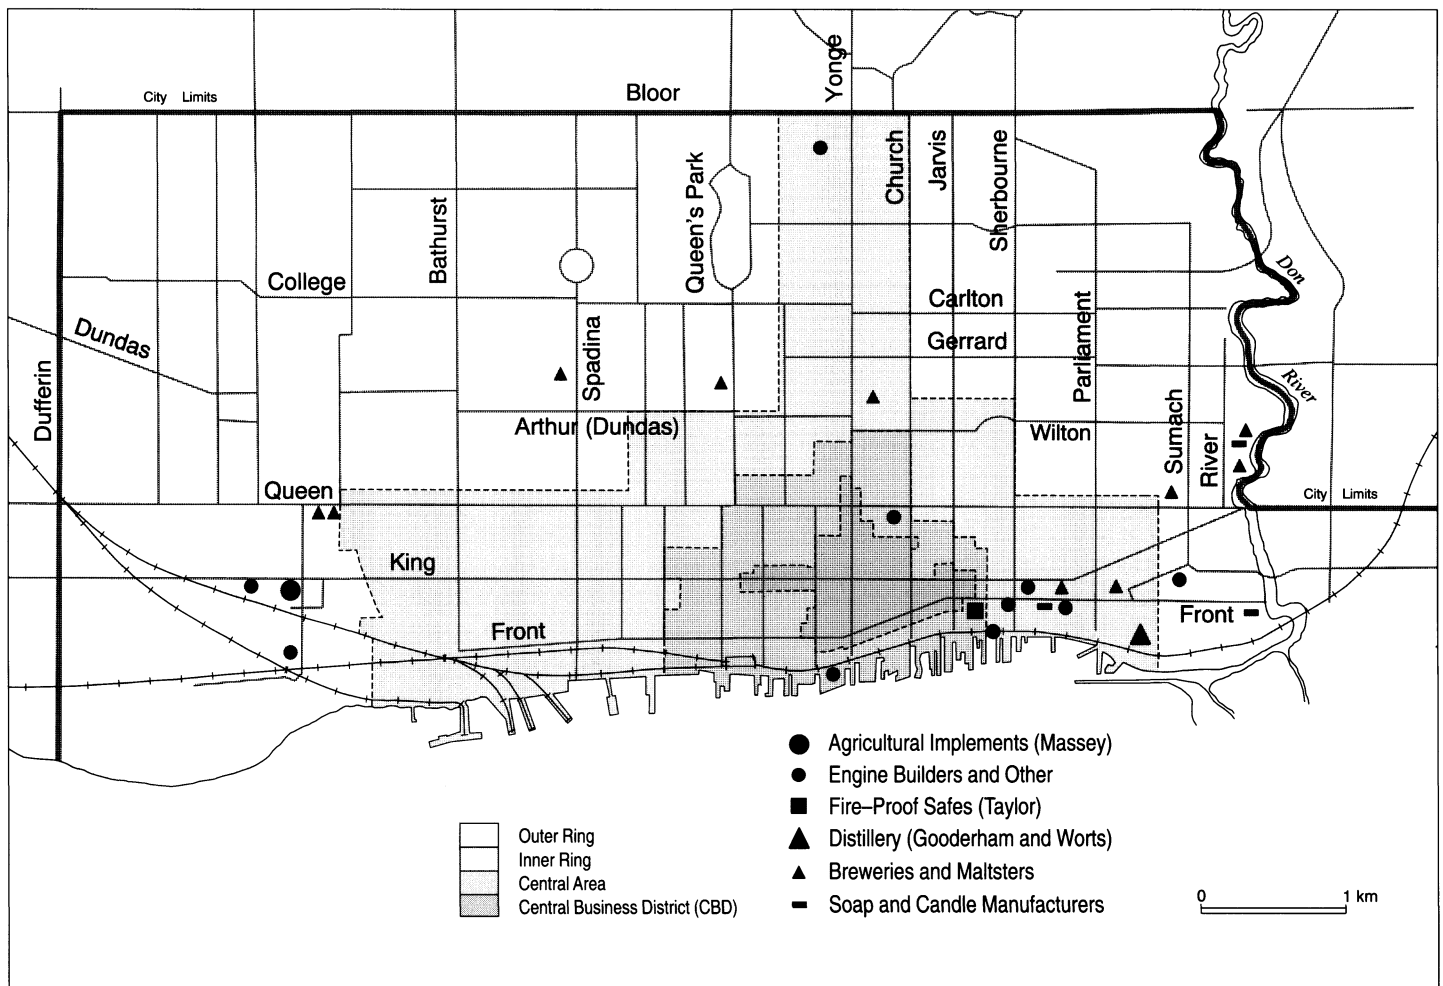 Yonge
Bloor
City Limits
Church
Jarvis
Sherbourne
Queen's Park
Bathurst
Don
College
Carlton
Dundas
Gerrard
Spadina
Parliament
Dufferin
River
Sumach
Arthur (Dundas)
Wilton
River
Queen
City Limits
King
Front
Front
Agricultural Implements (Massey)
Engine Builders and Other
Fire–Proof Safes (Taylor)
Distillery (Gooderham and Worts)
Breweries and Maltsters
Soap and Candle Manufacturers
Outer Ring
Inner Ring
Central Area
Central Business District (CBD)
0 1 km